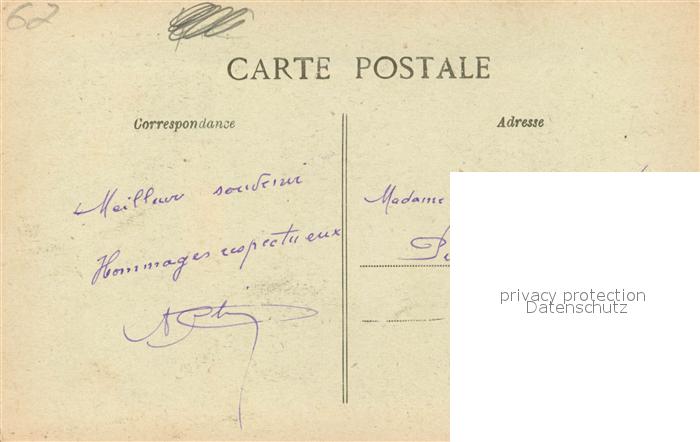 62
CARTE POSTALE
Correspondance
Adresse
Meilleur souvenir
Hommages respectueux
Madame
privacy protection
Datenschutz